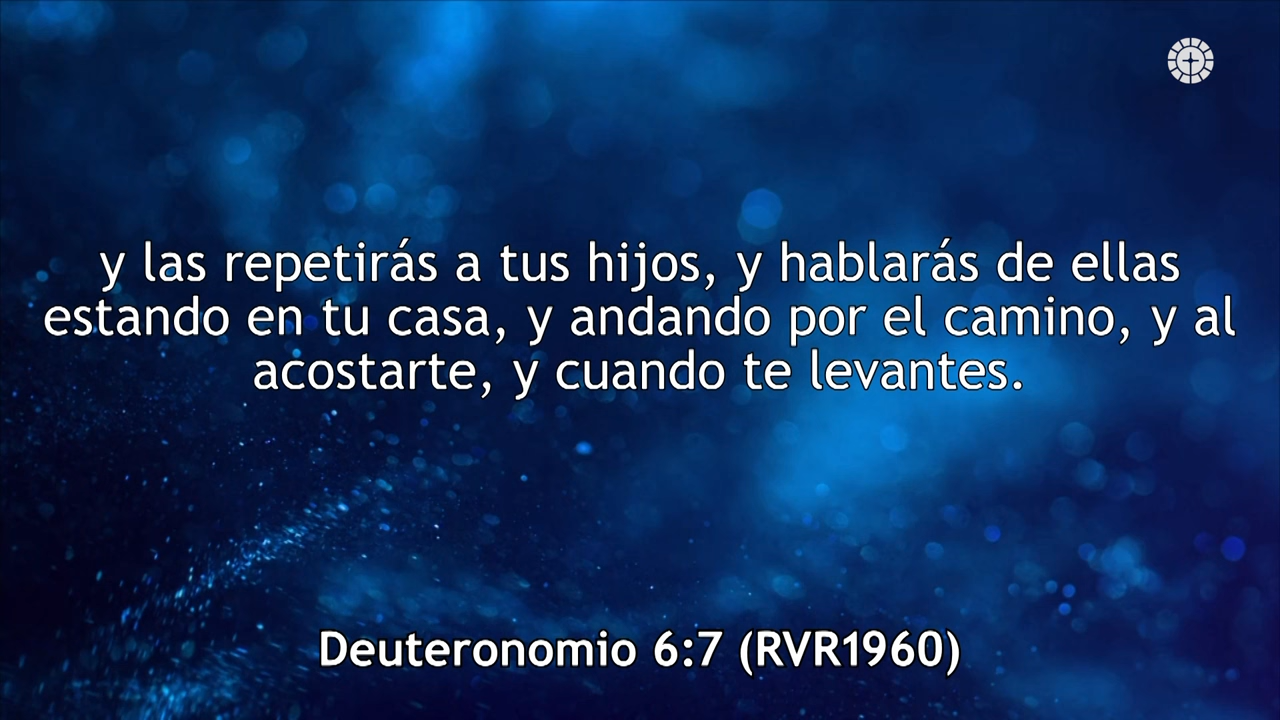 y las repetirás a tus hijos, y hablarás de ellas
estando en tu casa, y andando por el camino, y al
acostarte, y cuando te levantes.
Deuteronomio 6:7 (RVR1960)